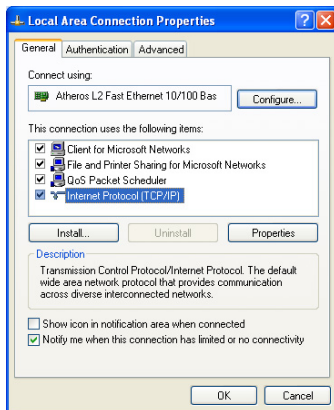 Local Area Connection Properties
General Authentication Advanced
Connect using:
Atheros L2 Fast Ethernet 10/100 Bas
Configure...
This connection uses the following items:
Client for Microsoft Networks
File and Printer Sharing for Microsoft Networks
QoS Packet Scheduler
Internet Protocol (TCP/IP)
Install... Uninstall Properties
Description
Transmission Control Protocol/Internet Protocol. The default
wide area network protocol that provides communication
across diverse interconnected networks.
Show icon in notification area when connected
Notify me when this connection has limited or no connectivity
OK Cancel